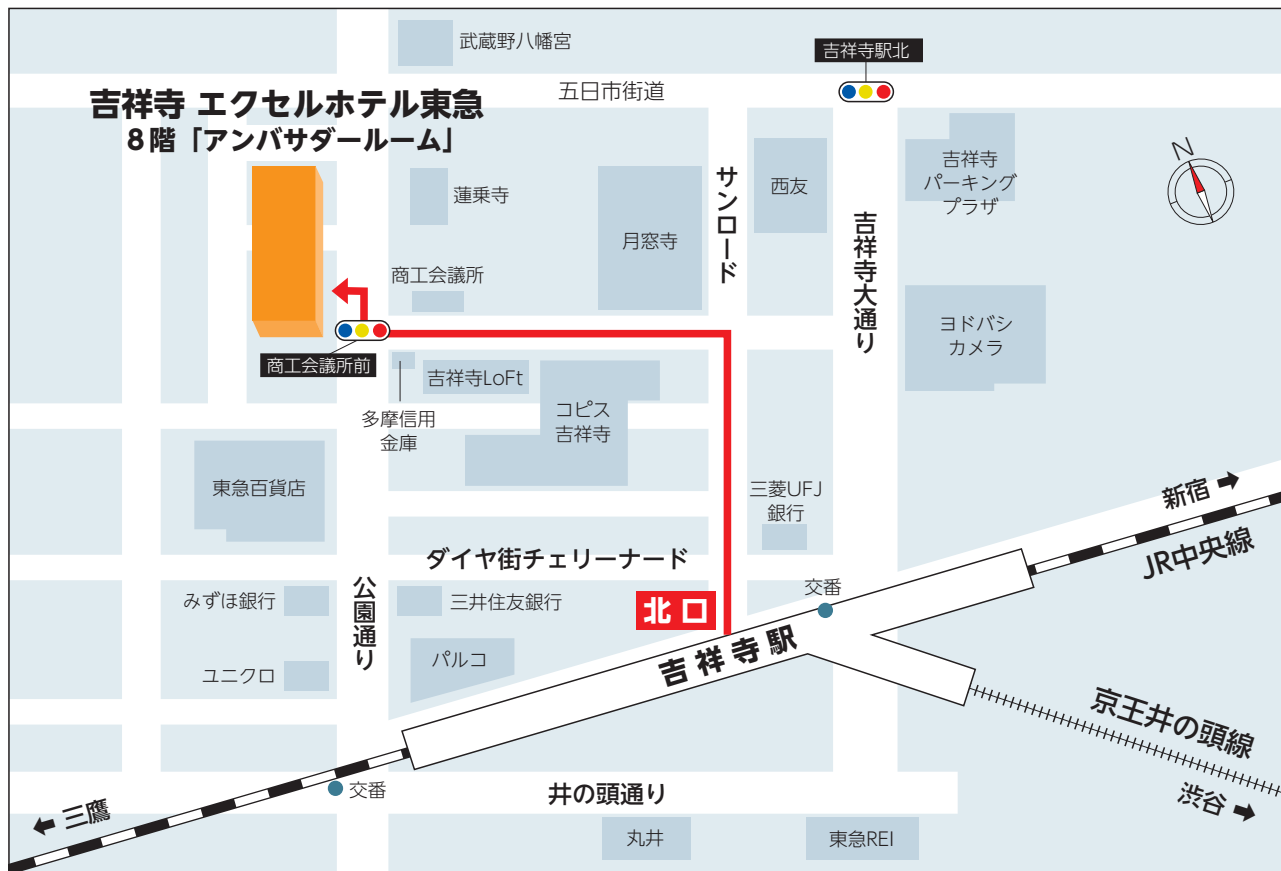 武蔵野八幡宮
吉祥寺駅北
五日市街道
吉祥寺 エクセルホテル東急
8階「アンバサダールーム」
蓮乗寺
月窓寺
サンロード
西友
吉祥寺
パーキング
プラザ
N
商工会議所
吉祥寺大通り
ヨドバシ
カメラ
商工会議所前
吉祥寺LoFt
多摩信用
金庫
コピス
吉祥寺
東急百貨店
三菱UFJ
銀行
新宿
JR中央線
ダイヤ街チェリーナード
公園通り
みずほ銀行
三井住友銀行
北口
交番
ユニクロ
パルコ
吉祥寺駅
京王井の頭線
渋谷
三鷹
交番
井の頭通り
丸井
東急REI